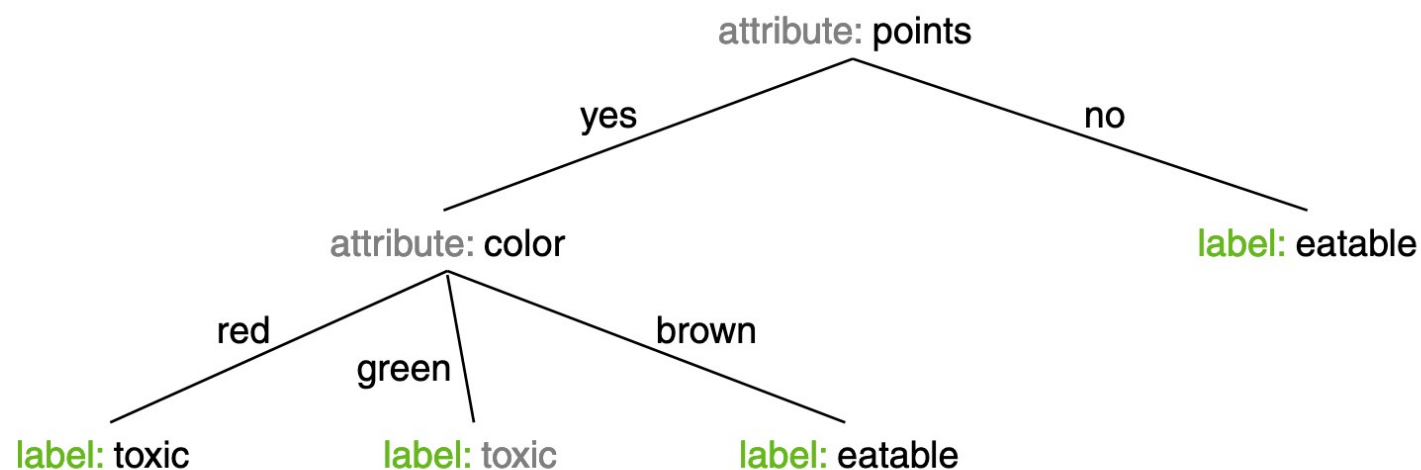 attribute: points
yes
no
attribute: color
label: eatable
red
brown
green
label: toxic
label: toxic
label: eatable